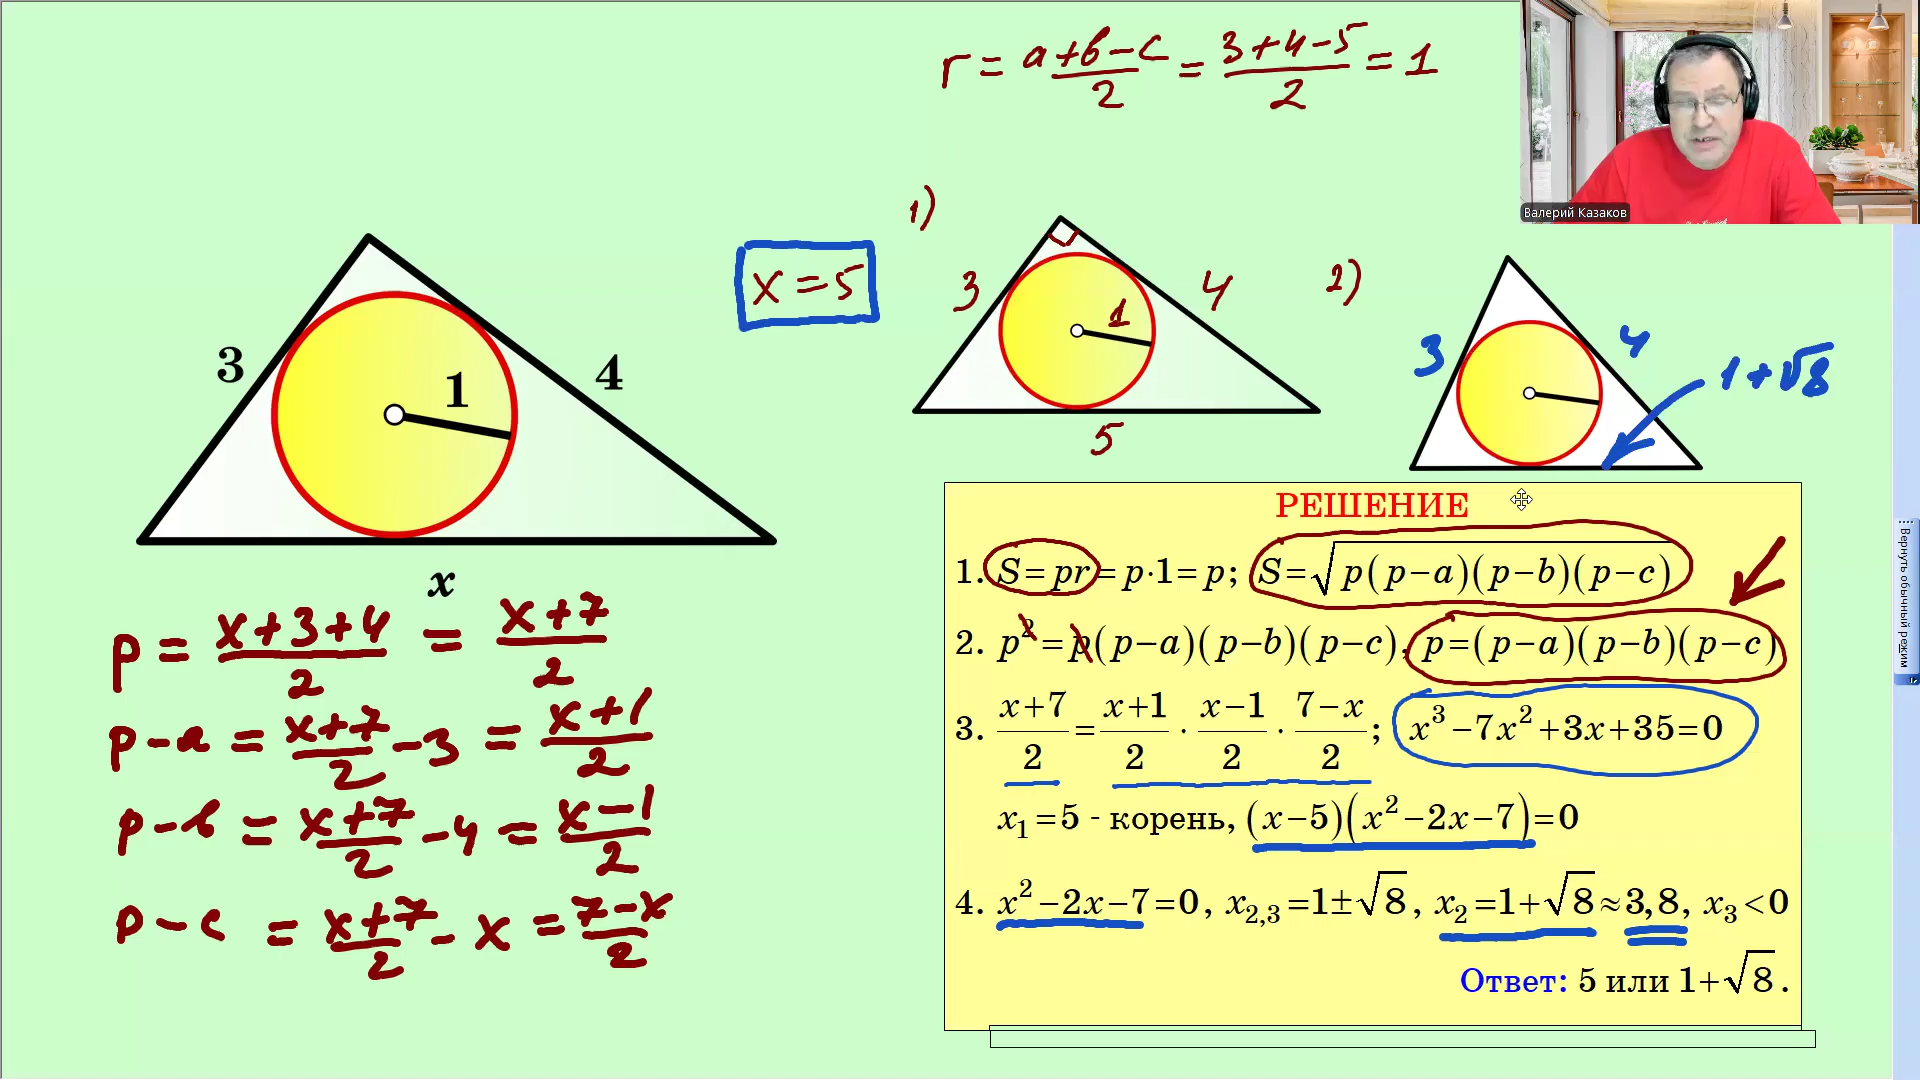 r = (a+b-c)/2 = (3+4-5)/2 = 1
Валерий Казаков
1)
x = 5
3
4
1
5
2)
3
4
1+√8
3
4
1
x
p = (x+3+4)/2 = (x+7)/2
p-a = (x+7)/2 - 3 = (x+1)/2
p-b = (x+7)/2 - 4 = (x-1)/2
p-c = (x+7)/2 - x = (7-x)/2
РЕШЕНИЕ
1. S=pr=p·1=p; S=√(p(p-a)(p-b)(p-c))
2. p²=p(p-a)(p-b)(p-c), p=(p-a)(p-b)(p-c)
3. (x+7)/2 = (x+1)/2 · (x-1)/2 · (7-x)/2; x³-7x²+3x+35=0
x₁=5 - корень, (x-5)(x²-2x-7)=0
4. x²-2x-7=0, x₂,₃=1±√8, x₂=1+√8≈3,8, x₃<0
Ответ: 5 или 1+√8.
Вернуть обычный режим